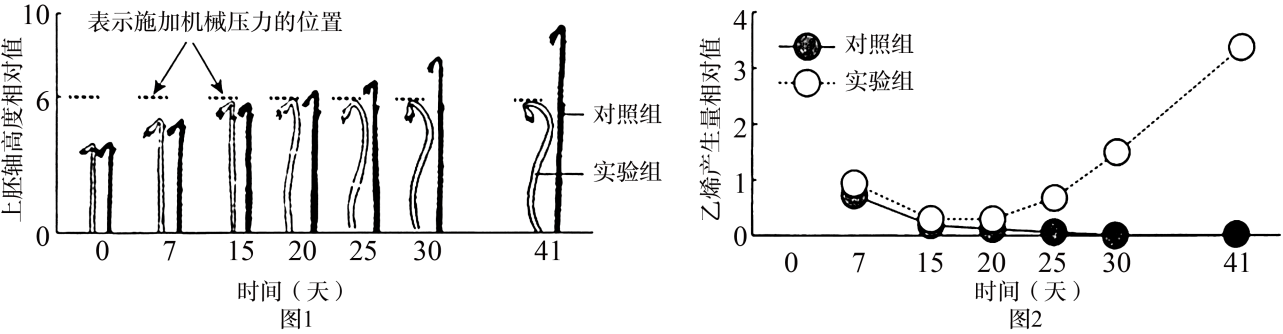 10
表示施加机械压力的位置
6
上胚轴高度相对值
对照组
实验组
0
0 7 15 20 25 30 41
时间（天）
图1
4
对照组
3
实验组
乙烯产生量相对值
2
1
0
0 7 15 20 25 30 41
时间（天）
图2